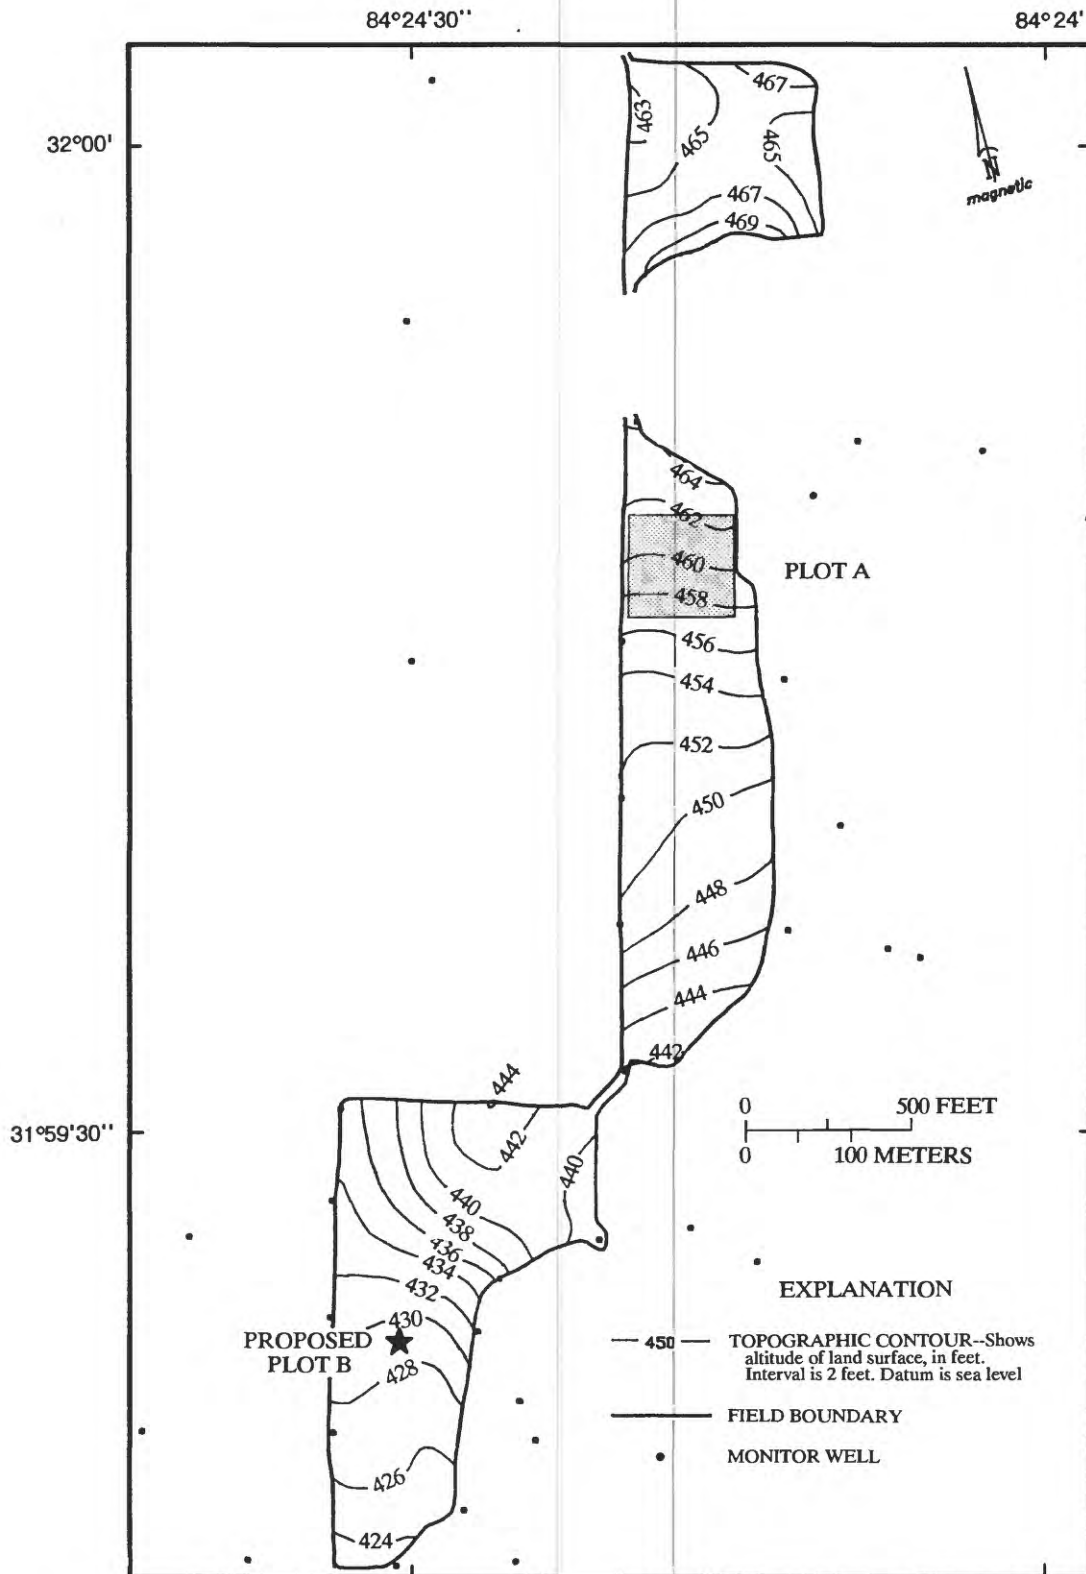 84°24'30''
84°24'
32°00'
463
465
467
465
467
469
N
magnetic
464
462
460
458
PLOT A
456
454
452
450
448
446
444
442
444
442
440
440
438
436
434
432
430
428
426
424
31°59'30''
0 500 FEET
0 100 METERS
PROPOSED
PLOT B
EXPLANATION
450 TOPOGRAPHIC CONTOUR--Shows
altitude of land surface, in feet.
Interval is 2 feet. Datum is sea level
FIELD BOUNDARY
MONITOR WELL